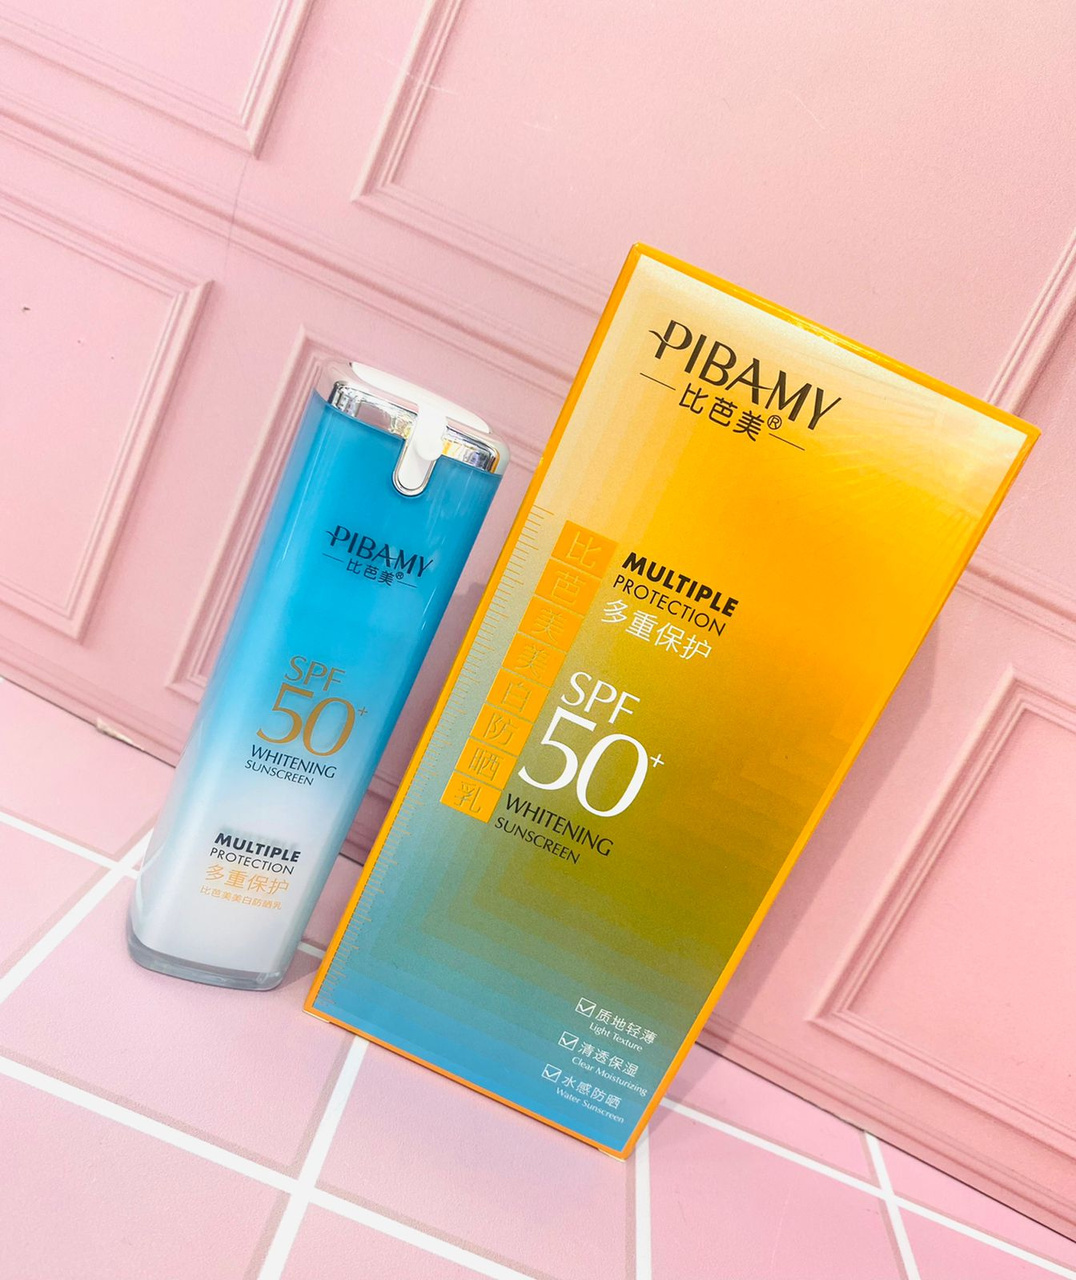 PIBAMY
比芭美®
SPF
50+
WHITENING
SUNSCREEN
MULTIPLE
PROTECTION
多重保护
比芭美美白防晒乳
PIBAMY
比芭美®
比芭美美白防晒乳
MULTIPLE
PROTECTION
多重保护
SPF
50+
WHITENING
SUNSCREEN
质地轻薄
Light Texture
清透保湿
Clear Moisturizing
水感防晒
Water Sunscreen